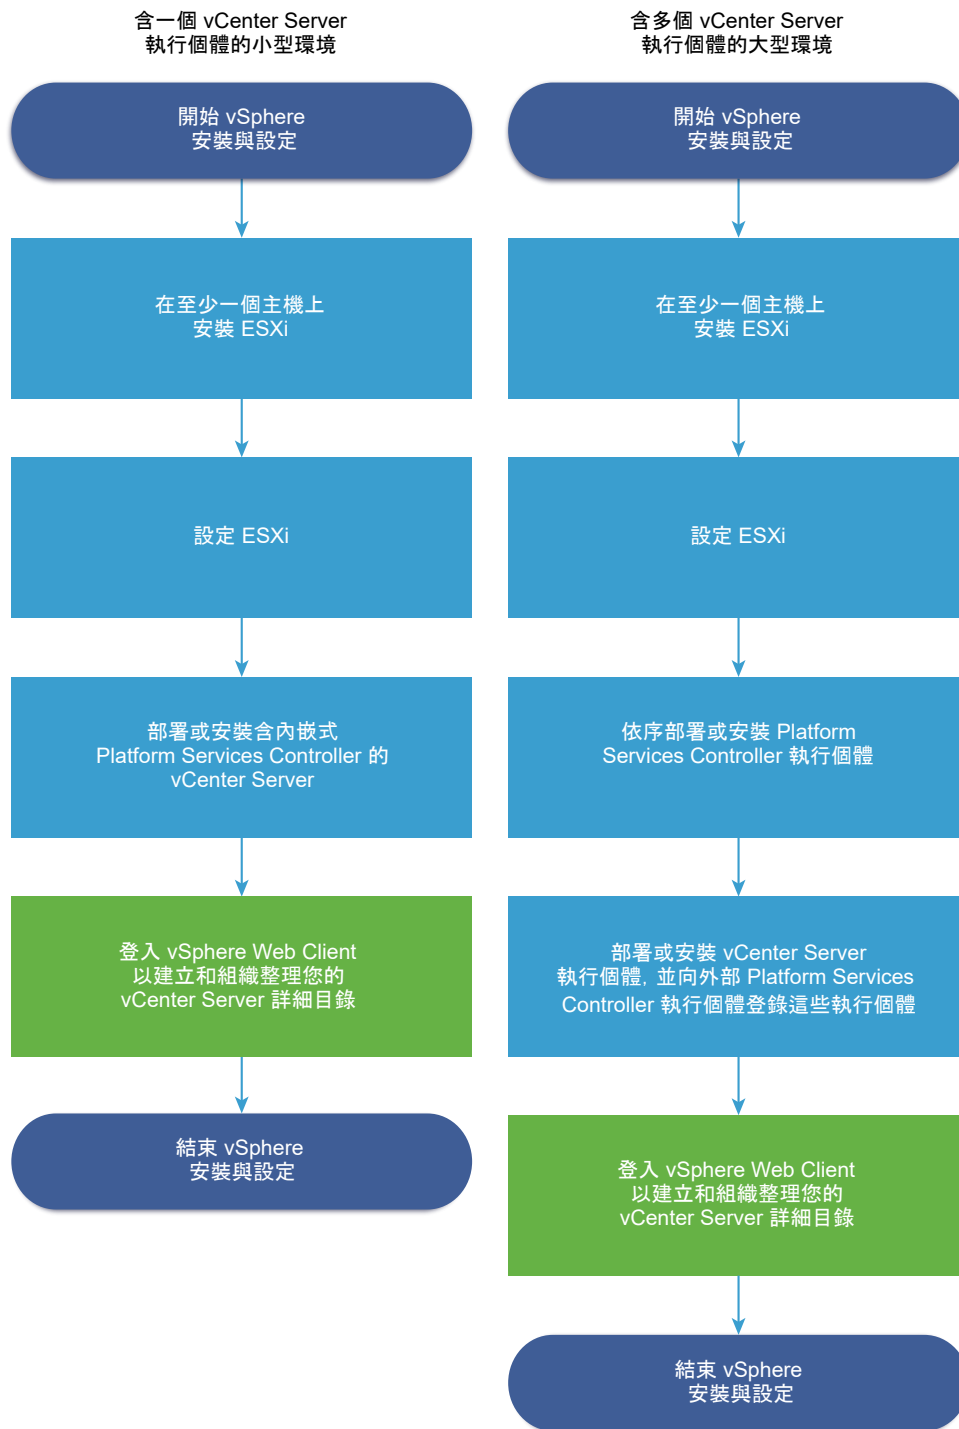 含一個 vCenter Server
執行個體的小型環境
開始 vSphere
安裝與設定
在至少一個主機上
安裝 ESXi
設定 ESXi
部署或安裝含內嵌式
Platform Services Controller 的
vCenter Server
登入 vSphere Web Client
以建立和組織整理您的
vCenter Server 詳細目錄
結束 vSphere
安裝與設定
含多個 vCenter Server
執行個體的大型環境
開始 vSphere
安裝與設定
在至少一個主機上
安裝 ESXi
設定 ESXi
依序部署或安裝 Platform
Services Controller 執行個體
部署或安裝 vCenter Server
執行個體, 並向外部 Platform Services
Controller 執行個體登錄這些執行個體
登入 vSphere Web Client
以建立和組織整理您的
vCenter Server 詳細目錄
結束 vSphere
安裝與設定